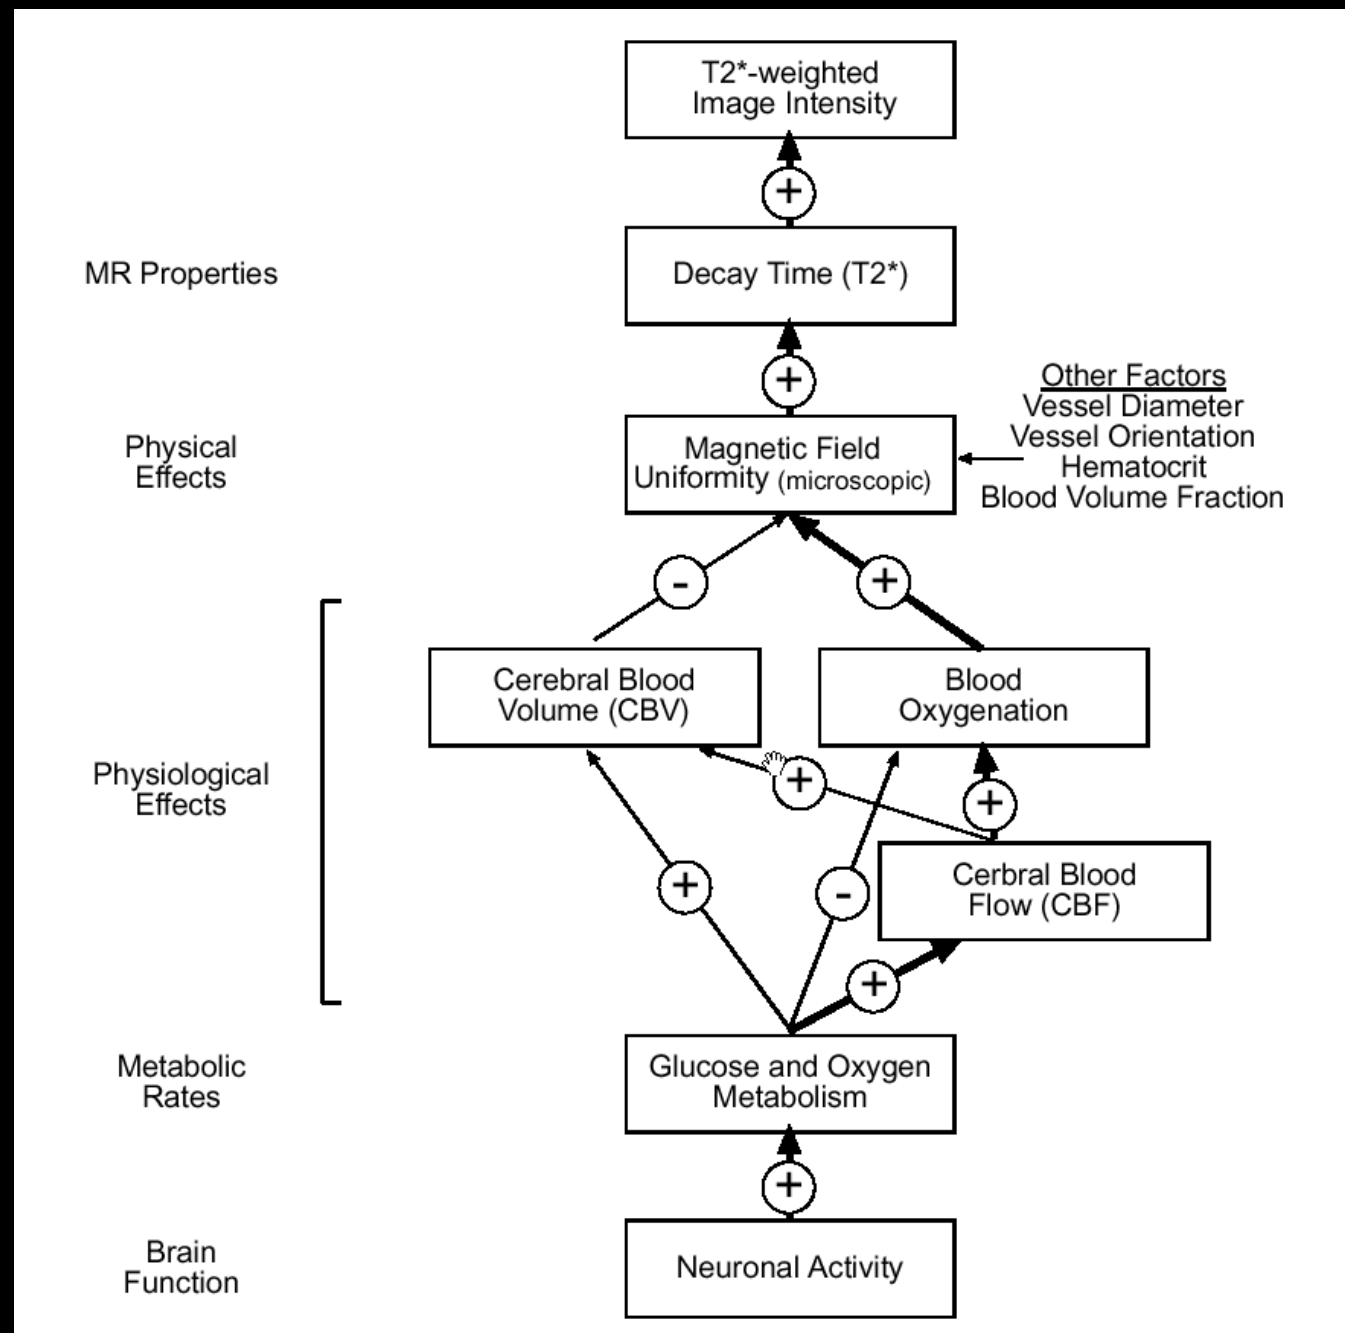 T2*-weighted
Image Intensity
+
MR Properties
Decay Time (T2*)
+
Other Factors
Vessel Diameter
Vessel Orientation
Hematocrit
Blood Volume Fraction
Physical
Effects
Magnetic Field
Uniformity (microscopic)
-
+
Cerebral Blood
Volume (CBV)
Blood
Oxygenation
Physiological
Effects
+
+
+
-
Cerbral Blood
Flow (CBF)
+
Metabolic
Rates
Glucose and Oxygen
Metabolism
+
Brain
Function
Neuronal Activity